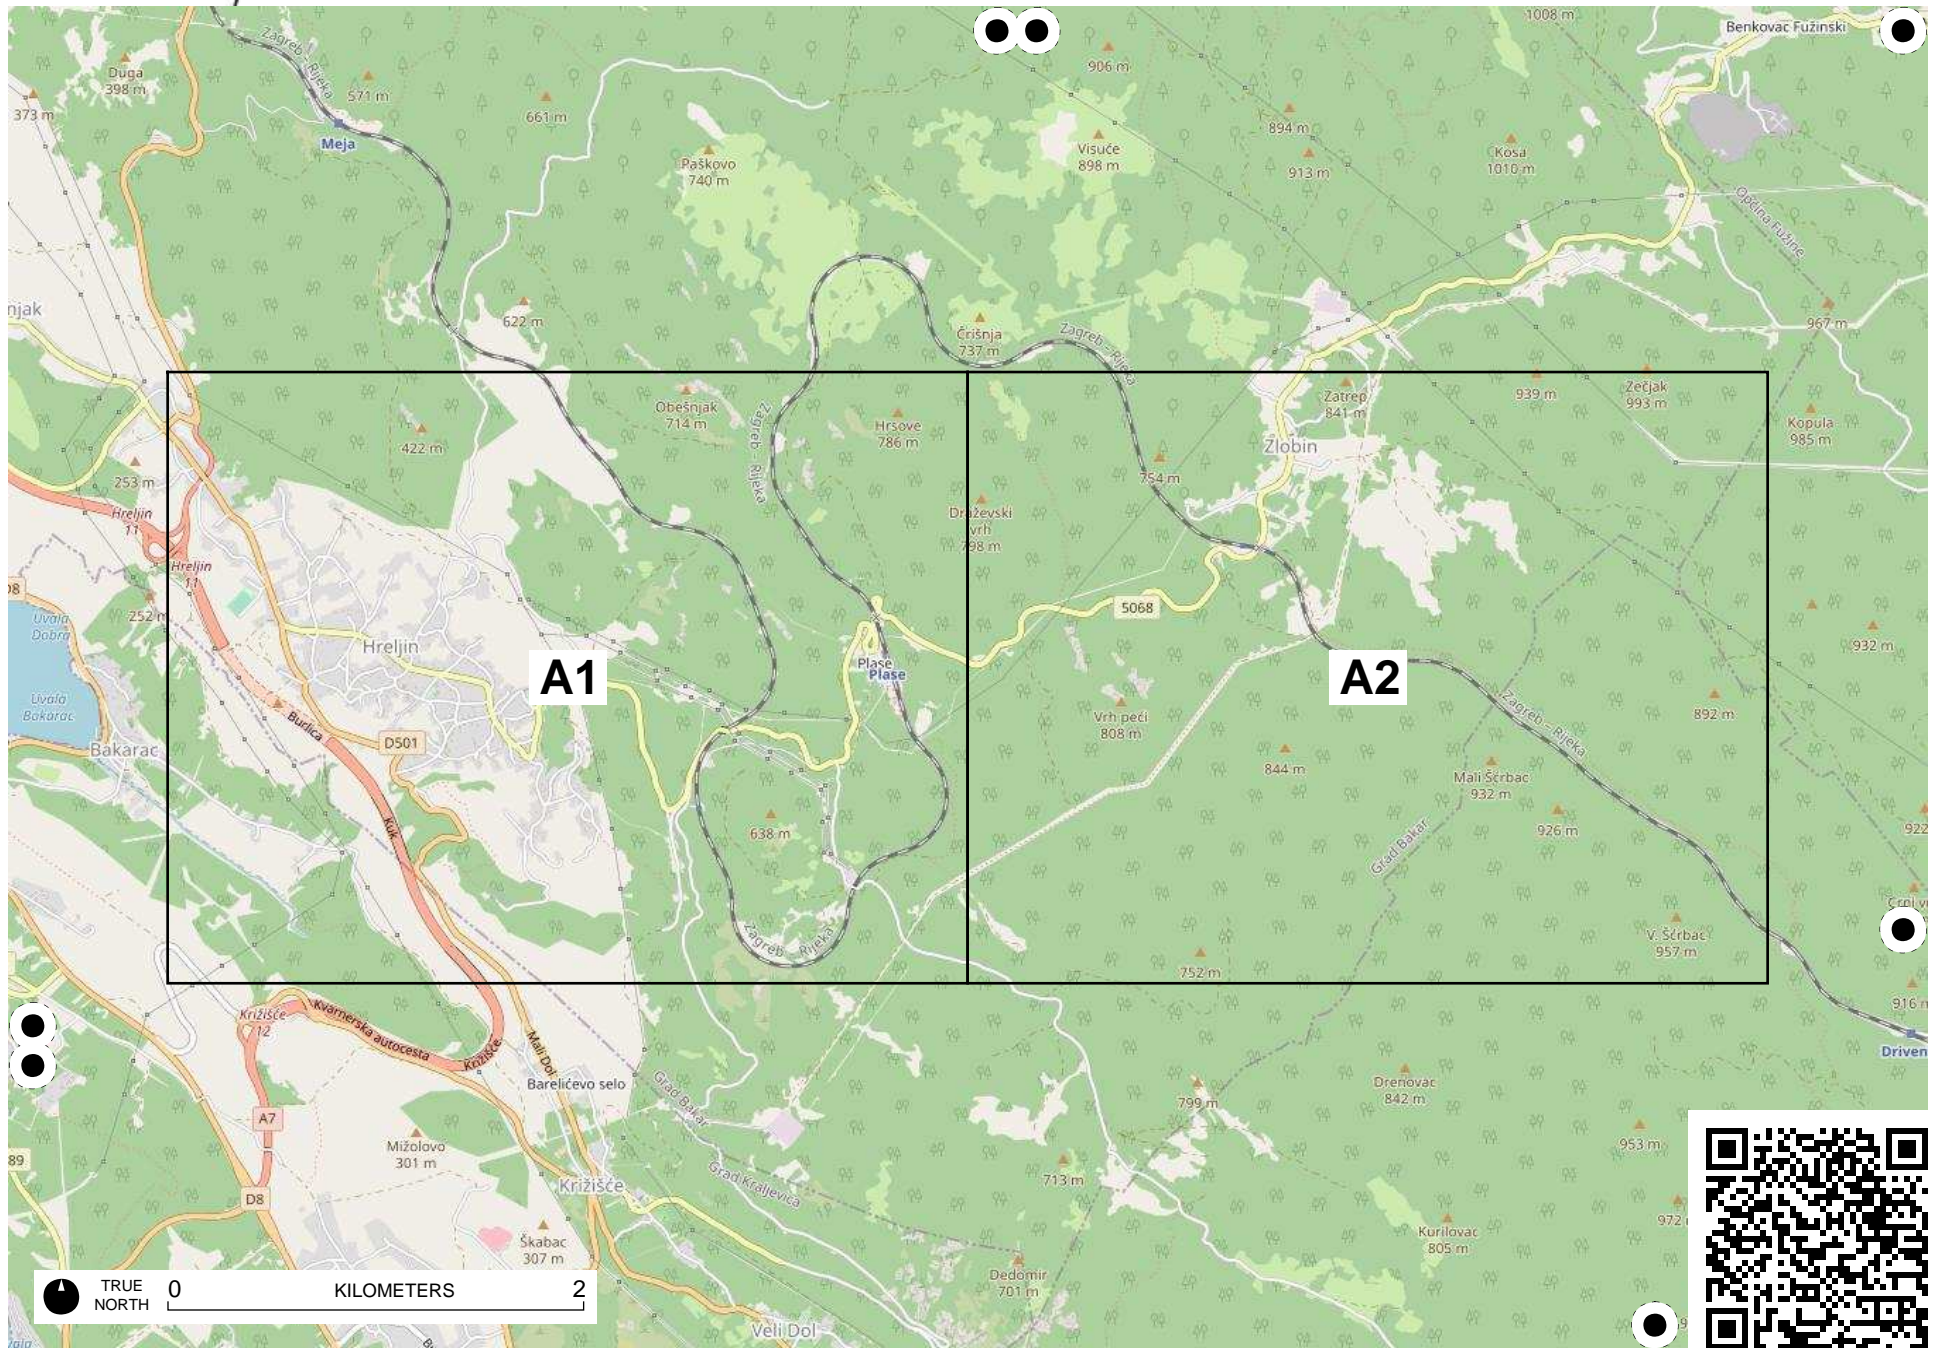 1008 m
Benkovac Fužinski
Zagreb - Rijeka
Duga
398 m
571 m
373 m
661 m
906 m
894 m
Meja
Paškovo
740 m
Visuće
898 m
913 m
Kosa
1010 m
Općina Fužine
njak
622 m
Črišnja
737 m
Zagreb - Rijeka
967 m
Obešnjak
714 m
Zagreb - Rijeka
Hrsove
786 m
422 m
Zatrep
841 m
939 m
Zečjak
993 m
Kopula
985 m
Zlobin
253 m
754 m
Hreljin
11
Draževski
vrh
798 m
Hreljin
11
D8
252 m
Uvala
Dobra
5068
932 m
Hreljin
A1
Plase
Plase
A2
Uvala
Bakarac
Burlica
D501
Bakarac
Vrh peći
808 m
892 m
Zagreb - Rijeka
844 m
Mali Šćrbac
932 m
Kuk
638 m
926 m
922
Grad Bakar
Zagreb - Rijeka
V. Šćrbac
957 m
752 m
916 m
Križišće
12
Kvarnerska autocesta
Križišće
Mali Dol
Driven
Barelićevo selo
Grad Bakar
Drenovac
842 m
799 m
A7
Mižolovo
301 m
953 m
89
713 m
Grad Kraljevica
Križišće
D8
972
Škabac
307 m
Kurilovac
805 m
Dedomir
701 m
TRUE
NORTH
0 KILOMETERS 2
Veli Dol